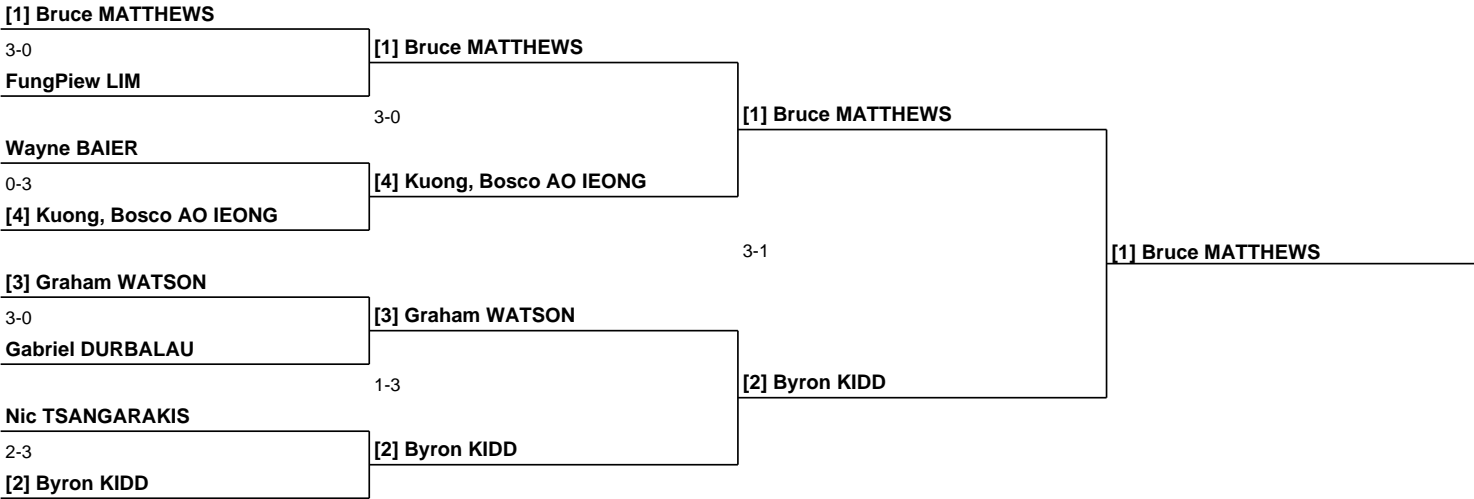 [1] Bruce MATTHEWS
3-0
[1] Bruce MATTHEWS
FungPiew LIM
3-0
[1] Bruce MATTHEWS
Wayne BAIER
0-3
[4] Kuong, Bosco AO IEONG
[4] Kuong, Bosco AO IEONG
3-1
[1] Bruce MATTHEWS
[3] Graham WATSON
3-0
[3] Graham WATSON
Gabriel DURBALAU
1-3
[2] Byron KIDD
Nic TSANGARAKIS
2-3
[2] Byron KIDD
[2] Byron KIDD